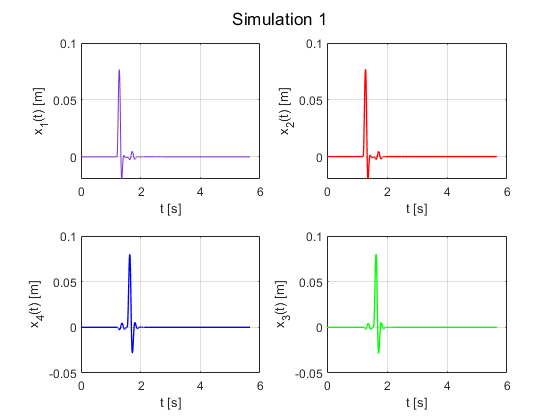 Simulation 1
0.1
0.05
0
x1(t) [m]
0 2 4 6
t [s]
0.1
0.05
0
x2(t) [m]
0 2 4 6
t [s]
0.1
0.05
0
-0.05
x4(t) [m]
0 2 4 6
t [s]
0.1
0.05
0
-0.05
x3(t) [m]
0 2 4 6
t [s]